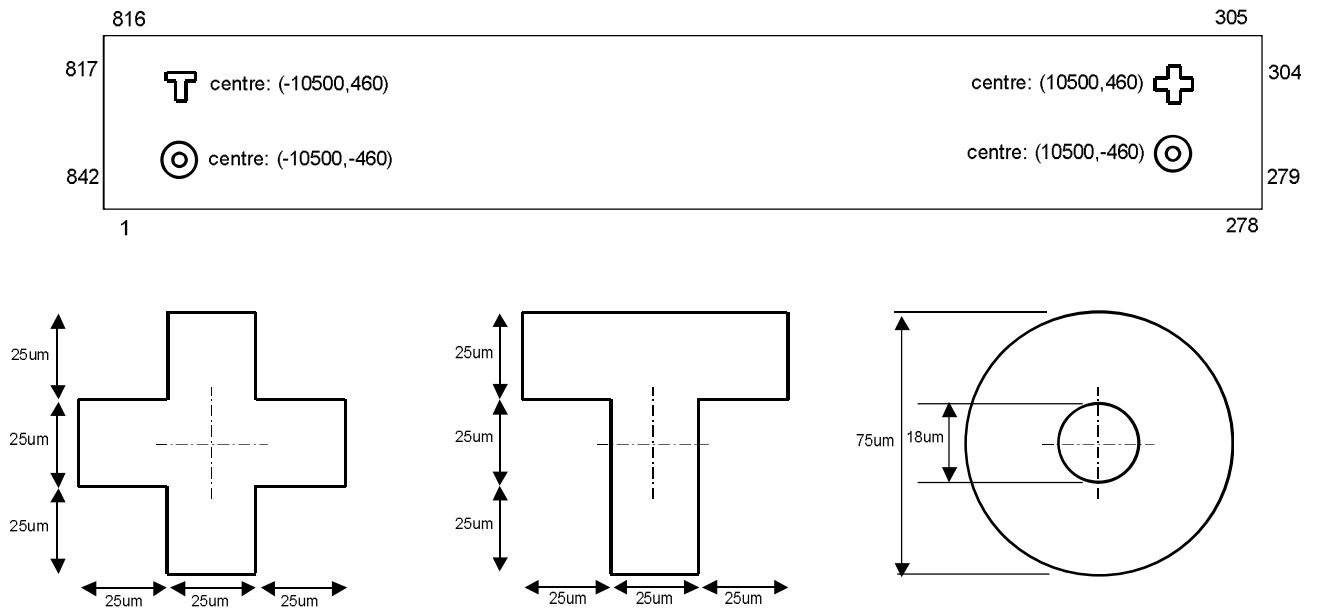 816 305
817 304
centre: (-10500,460) centre: (10500,460)
centre: (-10500,-460) centre: (10500,-460)
842 279
1 278
25um 25um
25um 25um 75um 18um
25um 25um
25um 25um 25um 25um 25um 25um